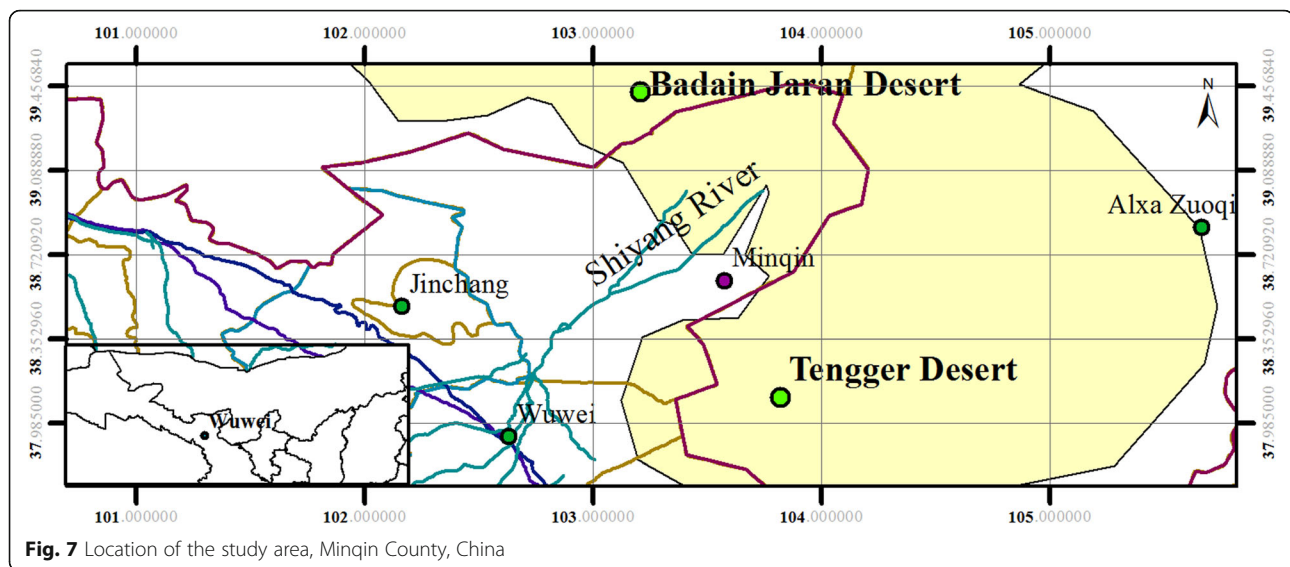 101.000000 102.000000 103.000000 104.000000 105.000000
39.456840 39.456840
Badain Jaran Desert
N
39.088880 39.088880
Shiyang River
Alxa Zuoqi
38.720920 38.720920
Minqin
Jinchang
38.352960 38.352960
Tengger Desert
Wuwei
Wuwei
37.985000 37.985000
101.000000 102.000000 103.000000 104.000000 105.000000
Fig. 7 Location of the study area, Minqin County, China